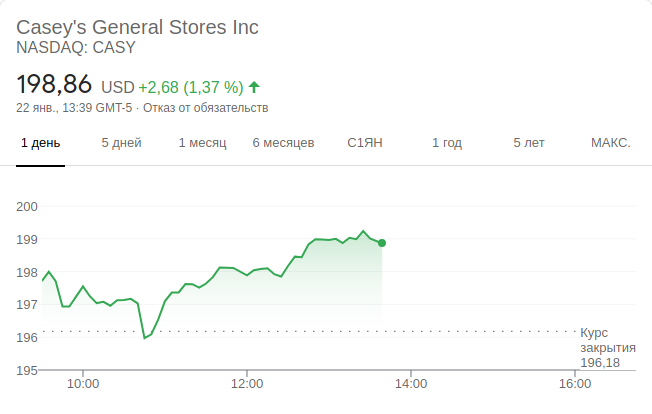 Casey's General Stores Inc
NASDAQ: CASY
198,86 USD +2,68 (1,37 %)
22 янв., 13:39 GMT-5 · Отказ от обязательств
1 день 5 дней 1 месяц 6 месяцев С1ЯН 1 год 5 лет МАКС.
200
199
198
197
196
Курс
закрытия
196,18
195
10:00 12:00 14:00 16:00